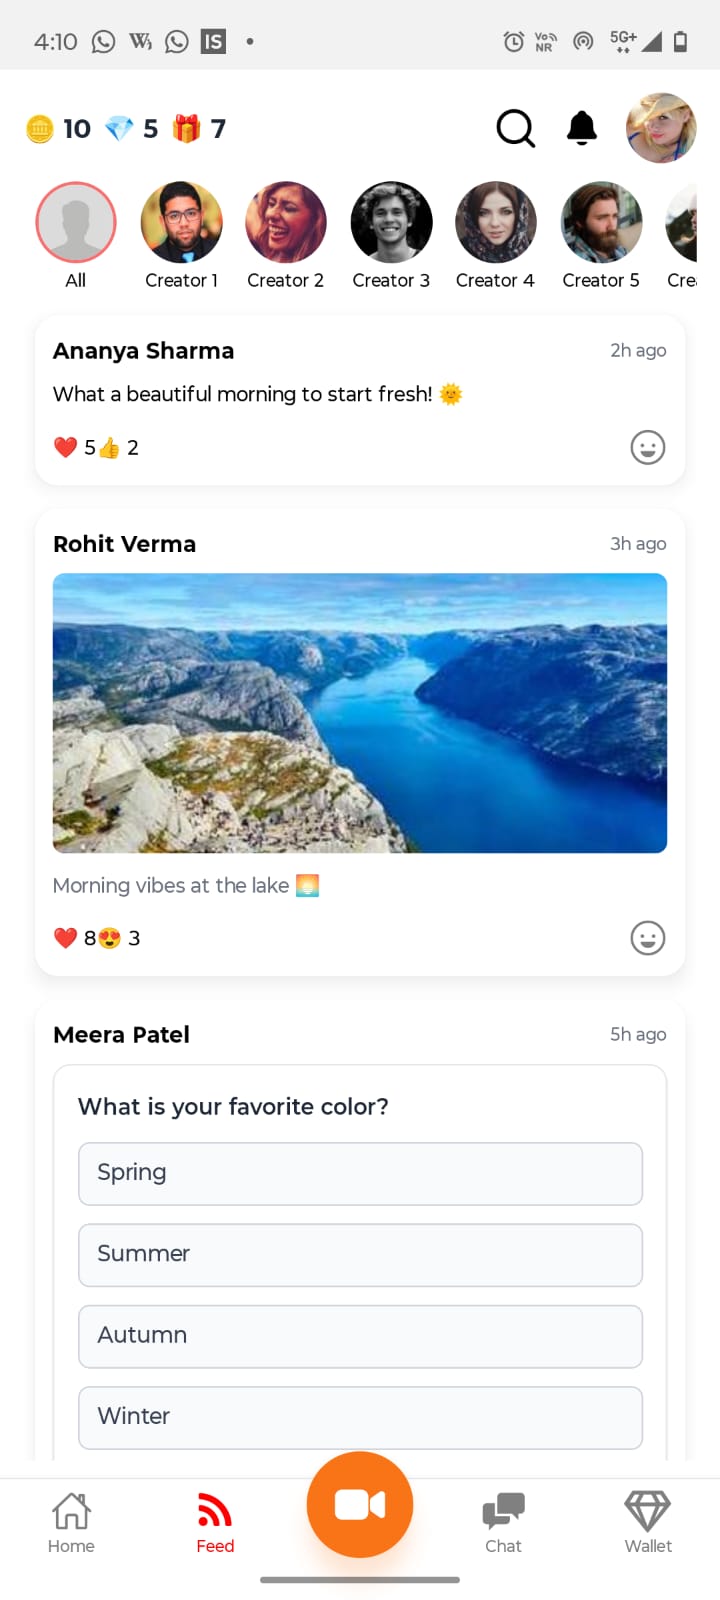 4:10 IS Vo NR 5G+
10 5 7
All Creator 1 Creator 2 Creator 3 Creator 4 Creator 5 Crea
Ananya Sharma 2h ago
What a beautiful morning to start fresh! 🌞
❤️ 5👍 2
Rohit Verma 3h ago
Morning vibes at the lake 🌅
❤️ 8😍 3
Meera Patel 5h ago
What is your favorite color?
Spring
Summer
Autumn
Winter
Home Feed Chat Wallet